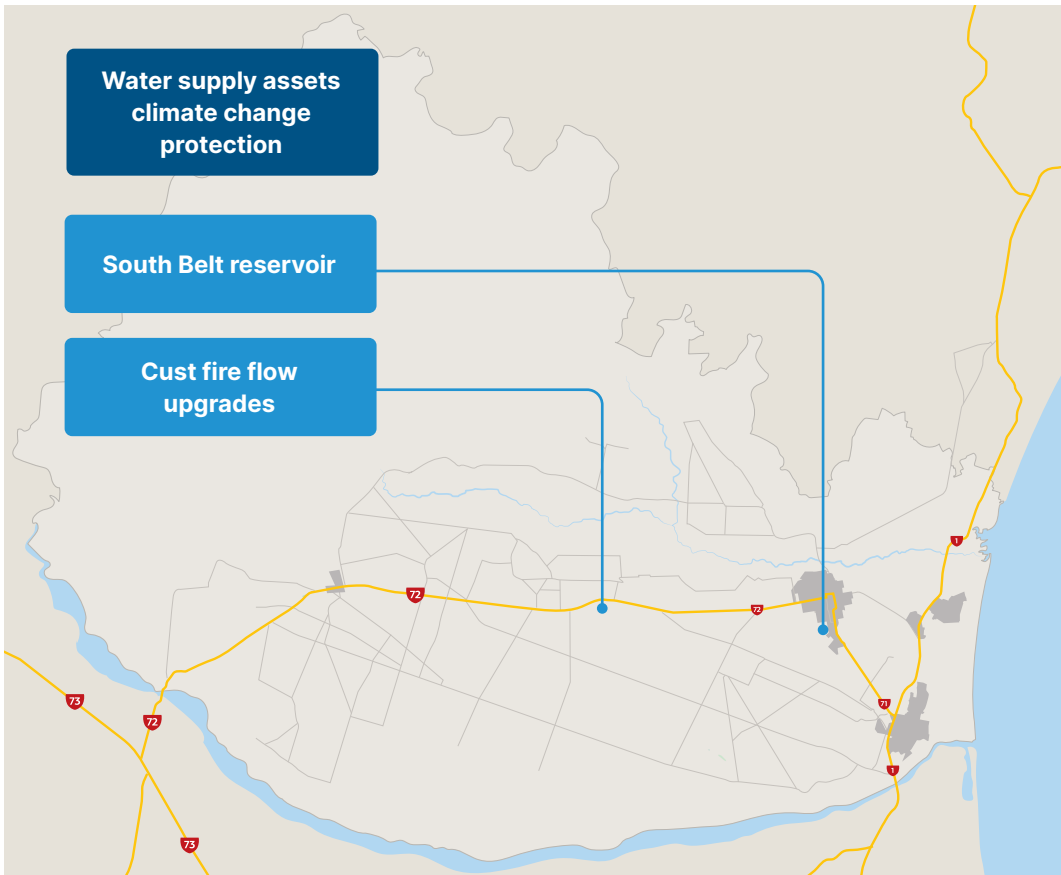 Water supply assets
climate change
protection
South Belt reservoir
Cust fire flow
upgrades
1
72
72
73
72
71
1
73